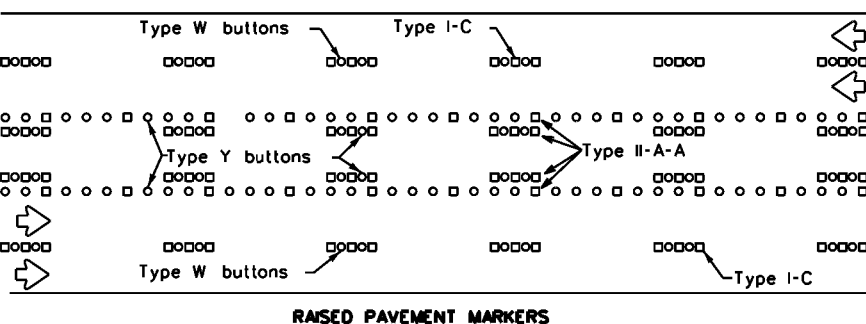 Type W buttons
Type I-C
Type Y buttons
Type II-A-A
Type W buttons
Type I-C
RAISED PAVEMENT MARKERS